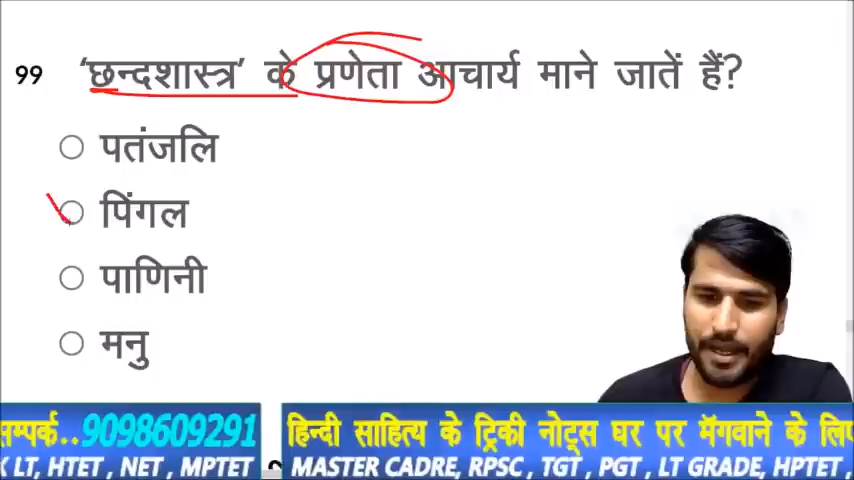 99 'छन्दशास्त्र' के प्रणेता आचार्य माने जातें हैं?
पतंजलि
पिंगल
पाणिनी
मनु
सम्पर्क..9098609291 हिन्दी साहित्य के ट्रिकी नोट्स घर पर मँगवाने के लिए
LT, HTET , NET , MPTET MASTER CADRE, RPSC , TGT , PGT , LT GRADE, HPTET ,